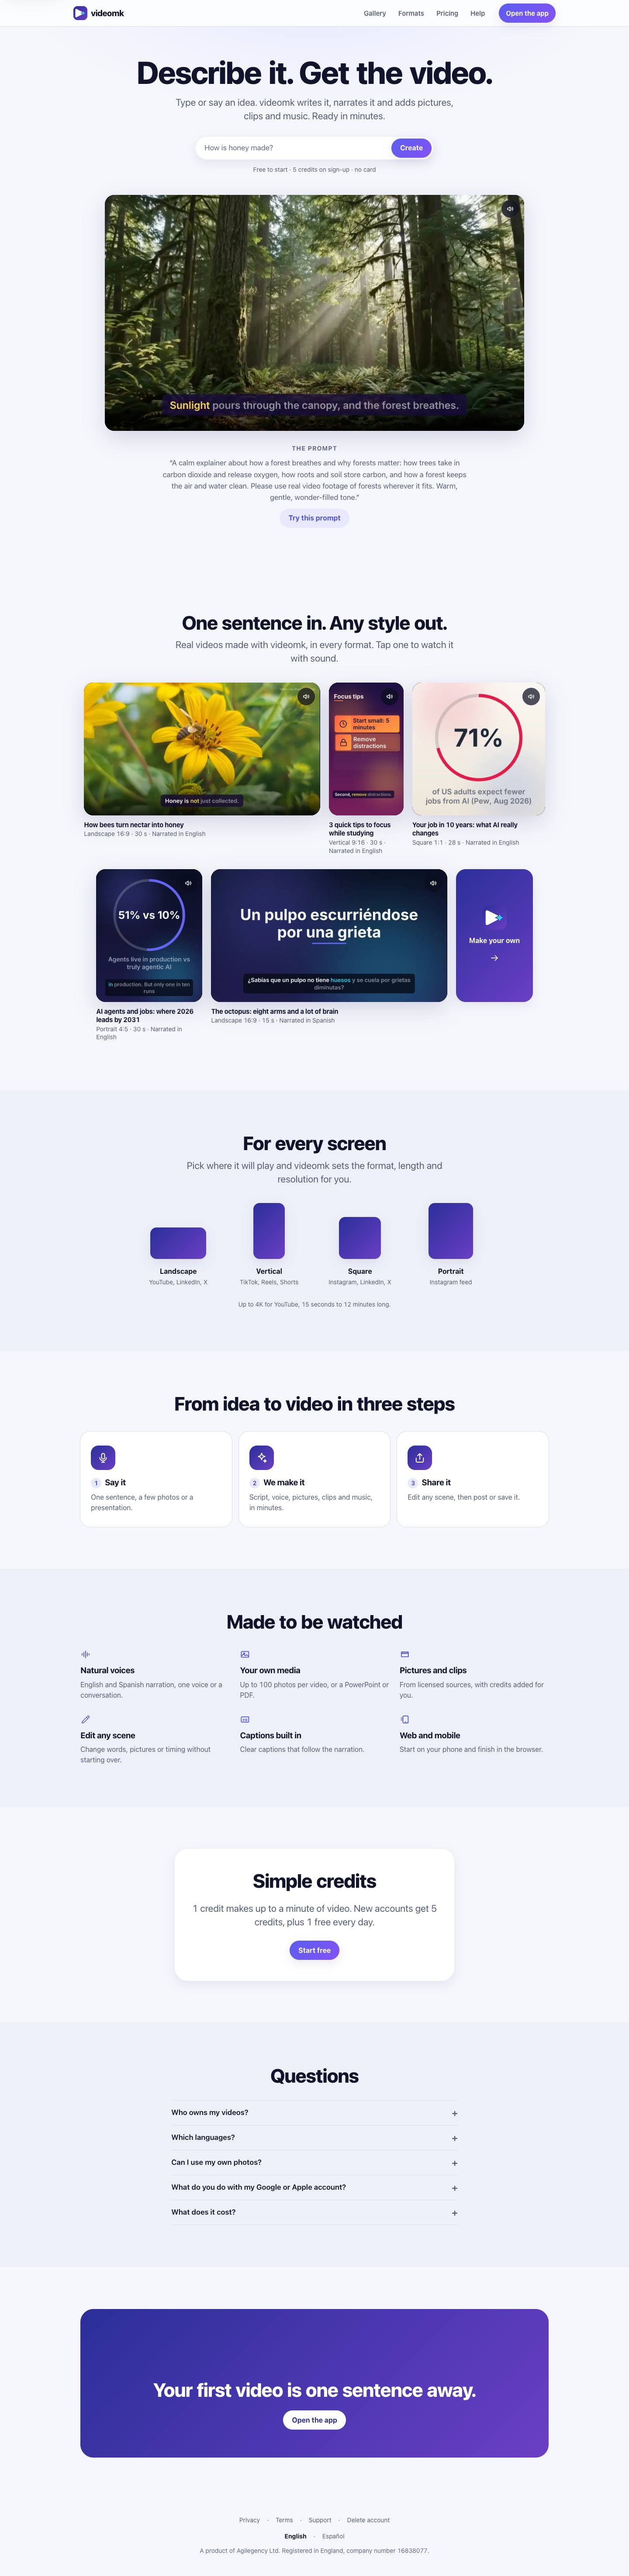 videomk
Gallery
Formats
Pricing
Help
Open the app
Describe it. Get the video.
Type or say an idea. videomk writes it, narrates it and adds pictures,
clips and music. Ready in minutes.
How is honey made?
Create
Free to start · 5 credits on sign-up · no card
Sunlight pours through the canopy, and the forest breathes.
THE PROMPT
"A calm explainer about how a forest breathes and why forests matter: how trees take in
carbon dioxide and release oxygen, how roots and soil store carbon, and how a forest keeps
the air and water clean. Please use real video footage of forests wherever it fits. Warm,
gentle, wonder-filled tone."
Try this prompt
One sentence in. Any style out.
Real videos made with videomk, in every format. Tap one to watch it
with sound.
Honey is not just collected.
How bees turn nectar into honey
Landscape 16:9 · 30 s · Narrated in English
Focus tips
Start small: 5
minutes
Remove
distractions
Second, remove distractions.
3 quick tips to focus
while studying
Vertical 9:16 · 30 s ·
Narrated in English
71%
of US adults expect fewer
jobs from AI (Pew, Aug 2026)
Your job in 10 years: what AI really
changes
Square 1:1 · 28 s · Narrated in English
51% vs 10%
Agents live in production vs
truly agentic AI
in production. But only one in ten
runs
AI agents and jobs: where 2026
leads by 2031
Portrait 4:5 · 30 s · Narrated in
English
Un pulpo escurriéndose
por una grieta
¿Sabías que un pulpo no tiene huesos y se cuela por grietas
diminutas?
The octopus: eight arms and a lot of brain
Landscape 16:9 · 15 s · Narrated in Spanish
Make your own
→
For every screen
Pick where it will play and videomk sets the format, length and
resolution for you.
Landscape
YouTube, LinkedIn, X
Vertical
TikTok, Reels, Shorts
Square
Instagram, LinkedIn, X
Portrait
Instagram feed
Up to 4K for YouTube, 15 seconds to 12 minutes long.
From idea to video in three steps
1 Say it
One sentence, a few photos or a
presentation.
2 We make it
Script, voice, pictures, clips and music,
in minutes.
3 Share it
Edit any scene, then post or save it.
Made to be watched
Natural voices
English and Spanish narration, one voice or a
conversation.
Your own media
Up to 100 photos per video, or a PowerPoint or
PDF.
Pictures and clips
From licensed sources, with credits added for
you.
Edit any scene
Change words, pictures or timing without
starting over.
Captions built in
Clear captions that follow the narration.
Web and mobile
Start on your phone and finish in the browser.
Simple credits
1 credit makes up to a minute of video. New accounts get 5
credits, plus 1 free every day.
Start free
Questions
Who owns my videos? +
Which languages? +
Can I use my own photos? +
What do you do with my Google or Apple account? +
What does it cost? +
Your first video is one sentence away.
Open the app
Privacy · Terms · Support · Delete account
English · Español
A product of Agilegency Ltd. Registered in England, company number 16838077.